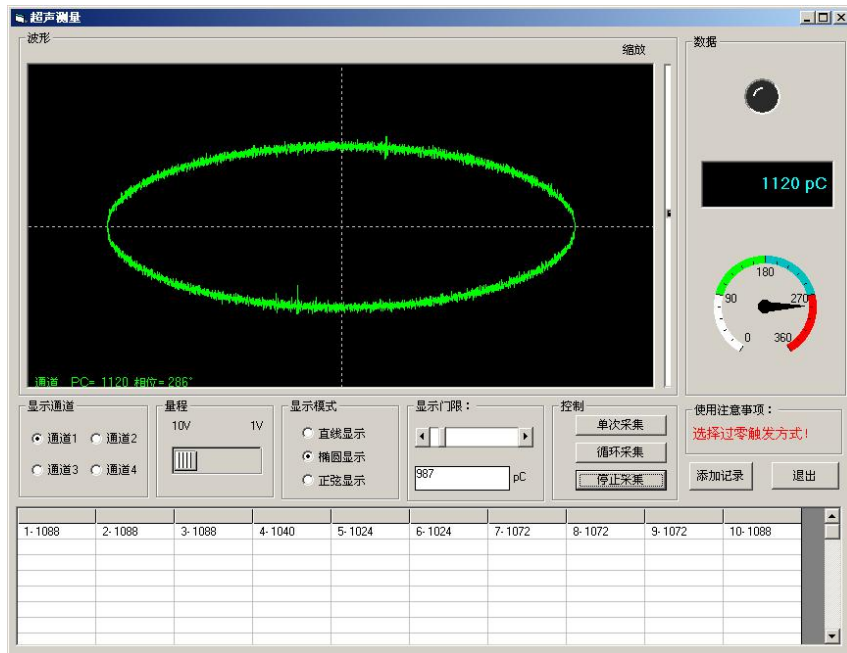 超声测量
波形
缩放
数据
1120 pC
180
90
270
0
360
通道 PC= 1120 相位= 286°
显示通道
通道1 通道2
通道3 通道4
量程
10V 1V
显示模式
直线显示
椭圆显示
正弦显示
显示门限：
987 pC
控制
单次采集
循环采集
停止采集
使用注意事项：
选择过零触发方式!
添加记录 退出
1- 1088 2- 1088 3- 1088 4- 1040 5- 1024 6- 1024 7- 1072 8- 1072 9- 1072 10- 1088